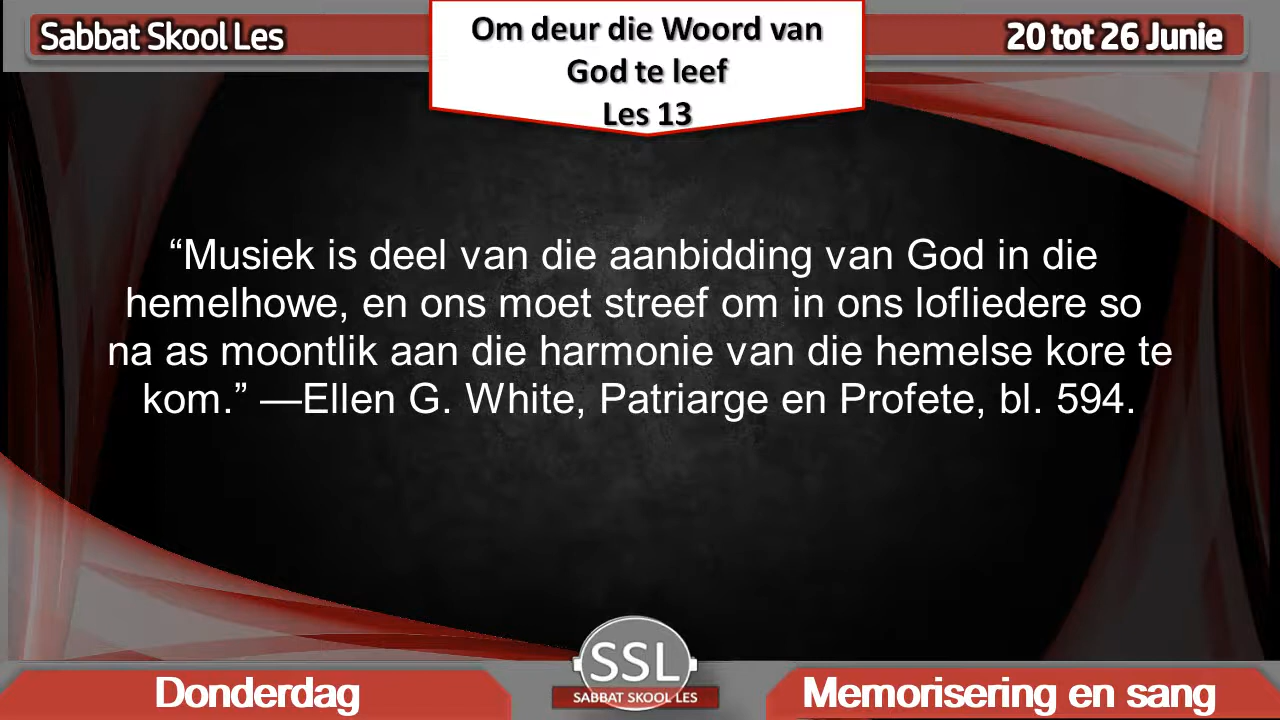 Sabbat Skool Les
Om deur die Woord van
God te leef
Les 13
20 tot 26 Junie
“Musiek is deel van die aanbidding van God in die
hemelhowe, en ons moet streef om in ons lofliedere so
na as moontlik aan die harmonie van die hemelse kore te
kom.” —Ellen G. White, Patriarge en Profete, bl. 594.
Donderdag
SSL
SABBAT SKOOL LES
Memorisering en sang